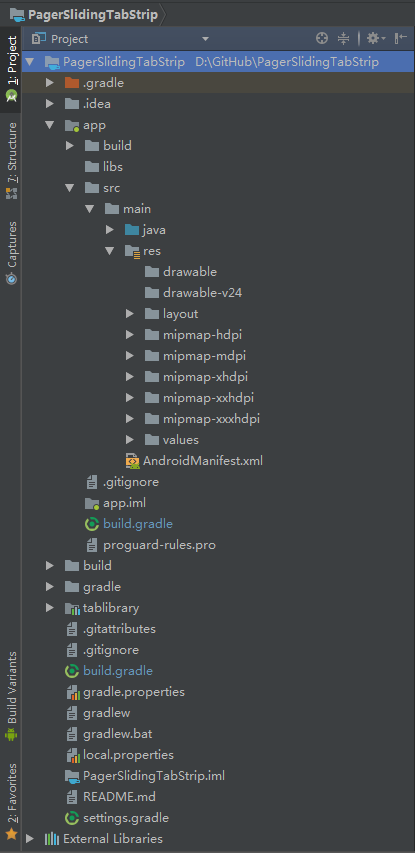 PagerSlidingTabStrip
Project
PagerSlidingTabStrip D:\GitHub\PagerSlidingTabStrip
.gradle
.idea
app
build
libs
src
main
java
res
drawable
drawable-v24
layout
mipmap-hdpi
mipmap-mdpi
mipmap-xhdpi
mipmap-xxhdpi
mipmap-xxxhdpi
values
AndroidManifest.xml
.gitignore
app.iml
build.gradle
proguard-rules.pro
build
gradle
tablibrary
.gitattributes
.gitignore
build.gradle
gradle.properties
gradlew
gradlew.bat
local.properties
PagerSlidingTabStrip.iml
README.md
settings.gradle
External Libraries
1: Project
7: Structure
Captures
Build Variants
2: Favorites